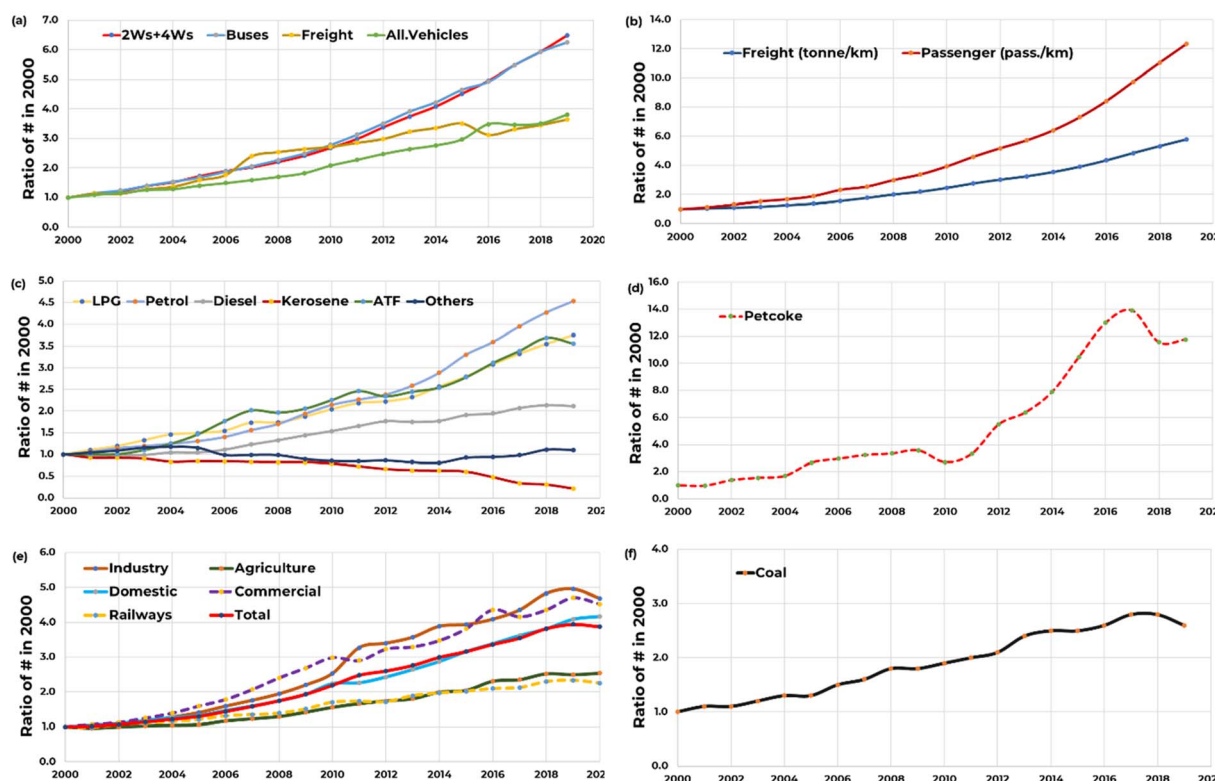 (a)
2Ws+4Ws Buses Freight All.Vehicles
Ratio of # in 2000
7.0
6.0
5.0
4.0
3.0
2.0
1.0
0.0
2000 2002 2004 2006 2008 2010 2012 2014 2016 2018 2020
(b)
Freight (tonne/km) Passenger (pass./km)
Ratio of # in 2000
14.0
12.0
10.0
8.0
6.0
4.0
2.0
0.0
2000 2002 2004 2006 2008 2010 2012 2014 2016 2018 2020
(c)
LPG Petrol Diesel Kerosene ATF Others
Ratio of # in 2000
5.0
4.5
4.0
3.5
3.0
2.5
2.0
1.5
1.0
0.5
0.0
2000 2002 2004 2006 2008 2010 2012 2014 2016 2018 202
(d)
Petcoke
Ratio of # in 2000
16.0
14.0
12.0
10.0
8.0
6.0
4.0
2.0
0.0
2000 2002 2004 2006 2008 2010 2012 2014 2016 2018 202
(e)
Industry Agriculture
Domestic Commercial
Railways Total
Ratio of # in 2000
6.0
5.0
4.0
3.0
2.0
1.0
0.0
2000 2002 2004 2006 2008 2010 2012 2014 2016 2018 202
(f)
Coal
Ratio of # in 2000
4.0
3.0
2.0
1.0
0.0
2000 2002 2004 2006 2008 2010 2012 2014 2016 2018 202